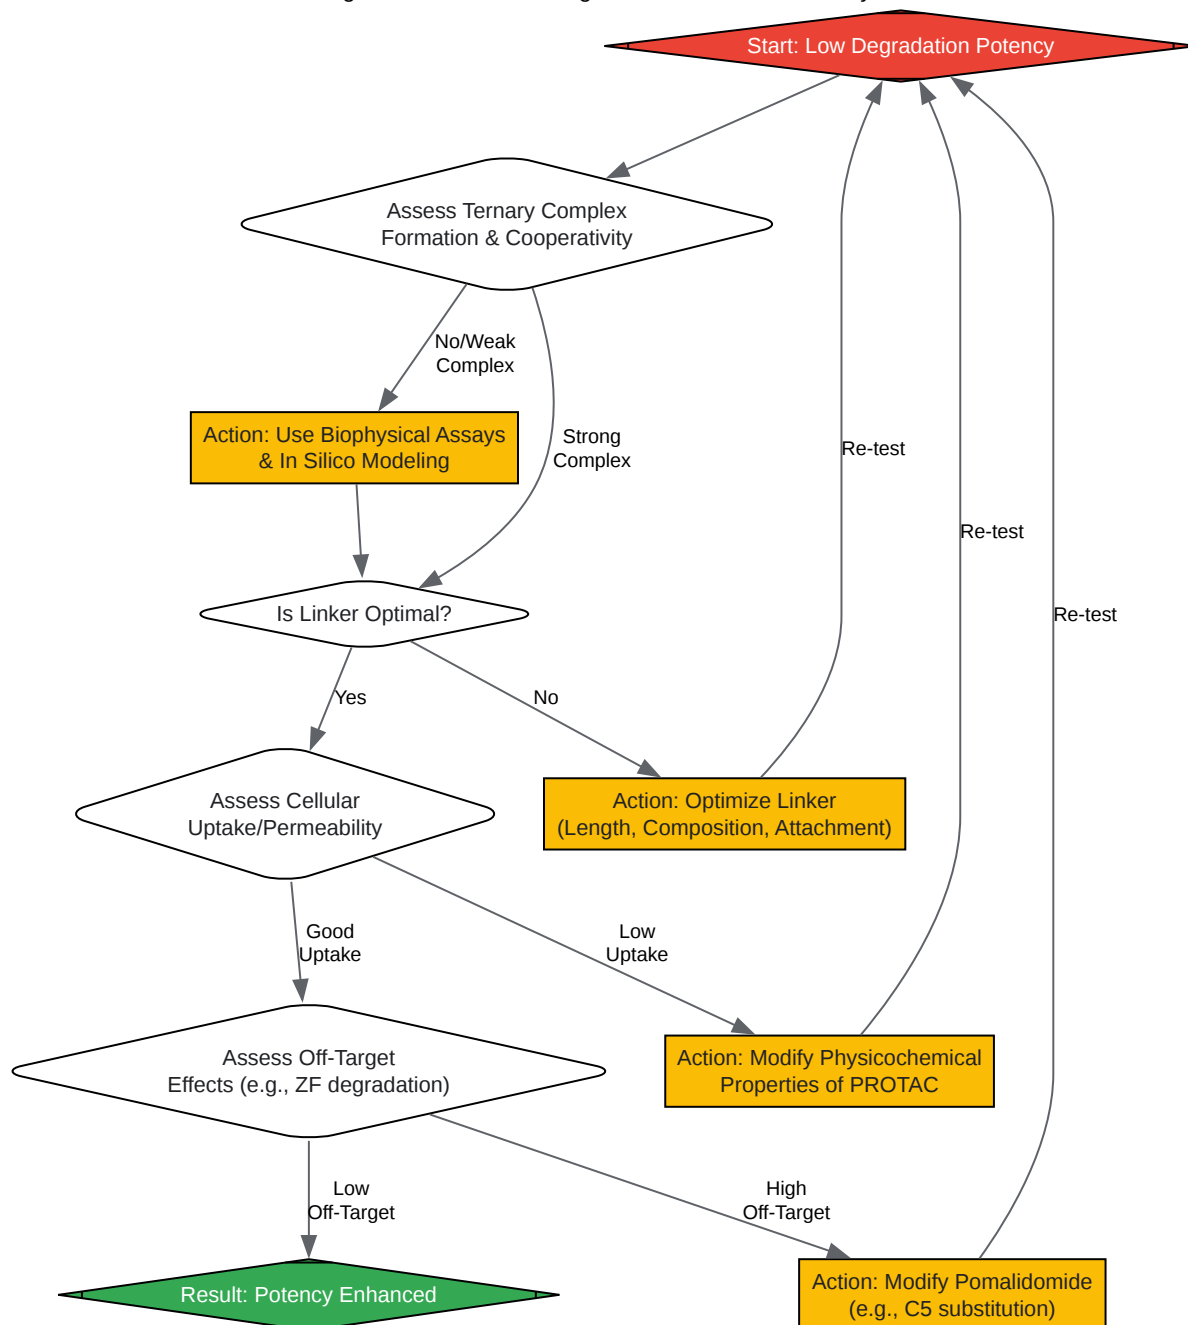 Start: Low Degradation Potency
Assess Ternary Complex
Formation & Cooperativity
No/Weak
Complex
Action: Use Biophysical Assays
& In Silico Modeling
Strong
Complex
Re-test
Re-test
Re-test
Is Linker Optimal?
Yes
No
Action: Optimize Linker
(Length, Composition, Attachment)
Assess Cellular
Uptake/Permeability
Good
Uptake
Low
Uptake
Action: Modify Physicochemical
Properties of PROTAC
Assess Off-Target
Effects (e.g., ZF degradation)
Low
Off-Target
High
Off-Target
Result: Potency Enhanced
Action: Modify Pomalidomide
(e.g., C5 substitution)